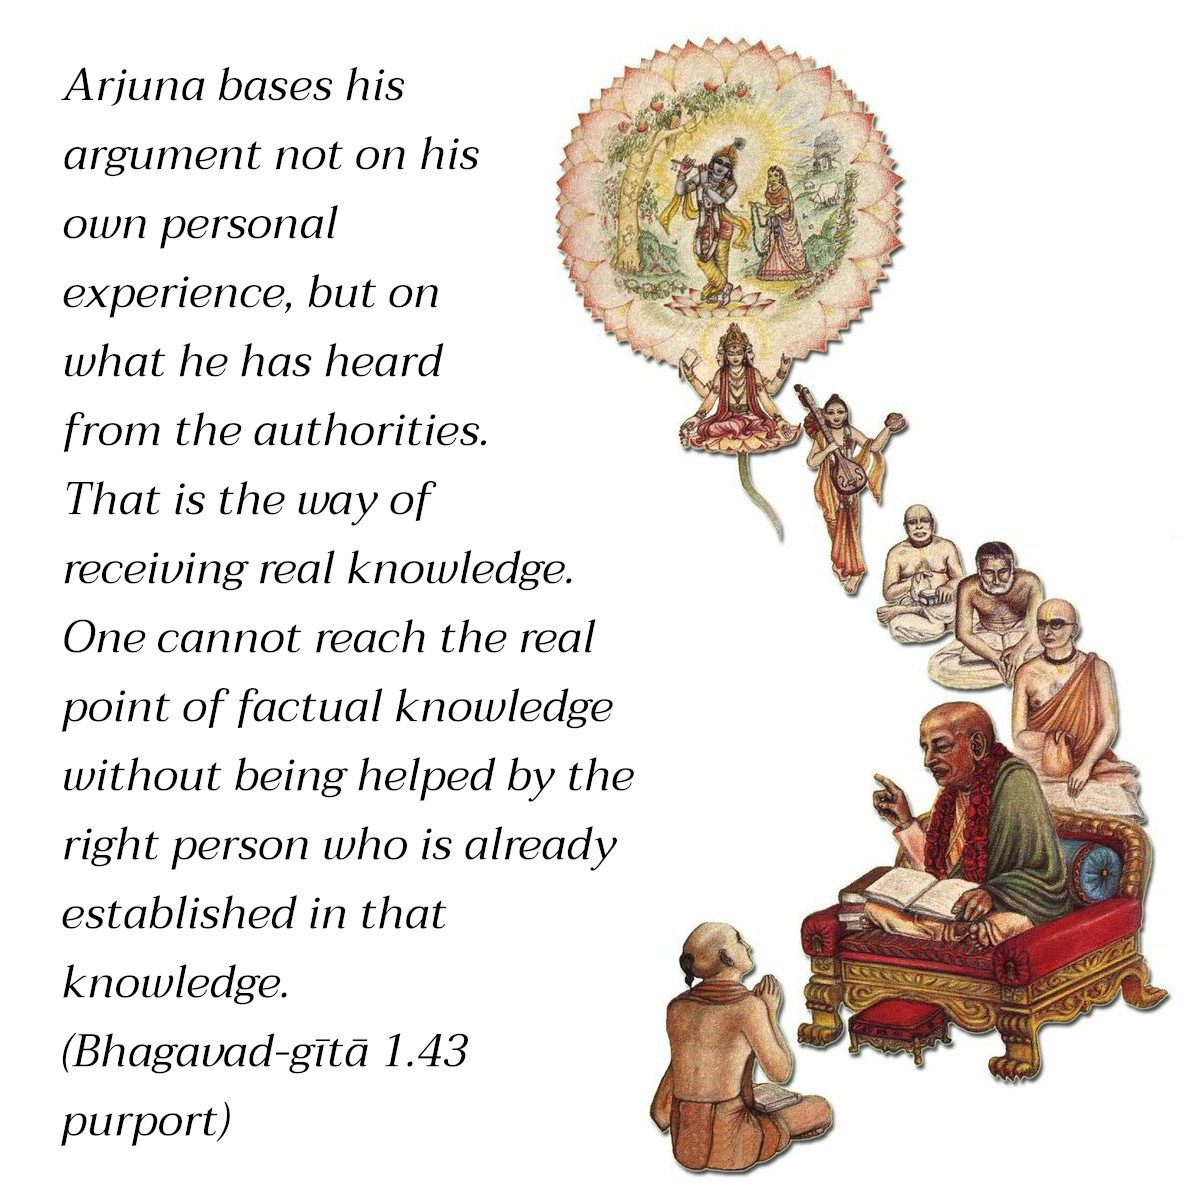 Arjuna bases his
argument not on his
own personal
experience, but on
what he has heard
from the authorities.
That is the way of
receiving real knowledge.
One cannot reach the real
point of factual knowledge
without being helped by the
right person who is already
established in that
knowledge.
(Bhagavad-gītā 1.43
purport)